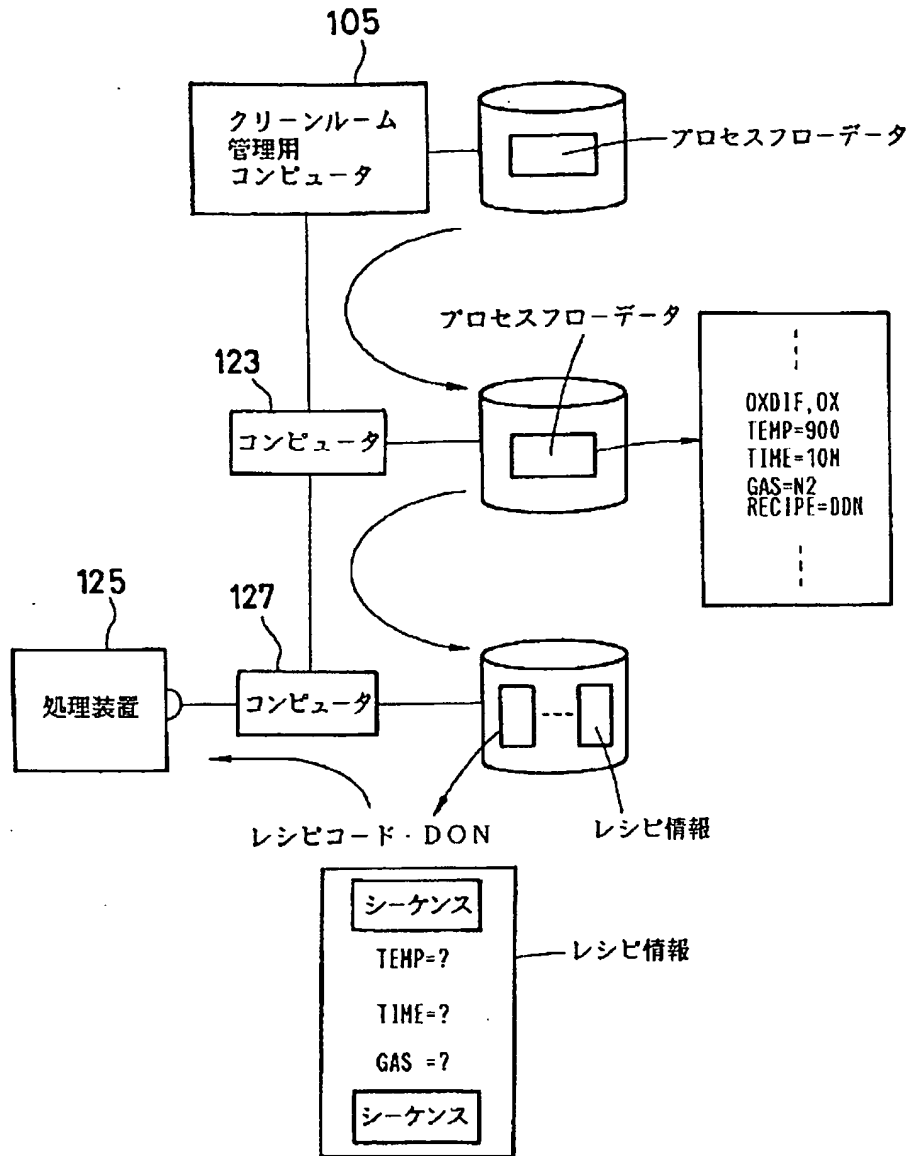 105
クリーンルーム
管理用
コンピュータ
プロセスフローデータ
プロセスフローデータ
123
コンピュータ
OXDIF,OX
TEMP=900
TIME=10M
GAS=N2
RECIPE=DDN
125
127
処理装置
コンピュータ
レシピコード・DON
レシピ情報
シーケンス
TEMP=?
TIME=?
GAS =?
シーケンス
レシピ情報